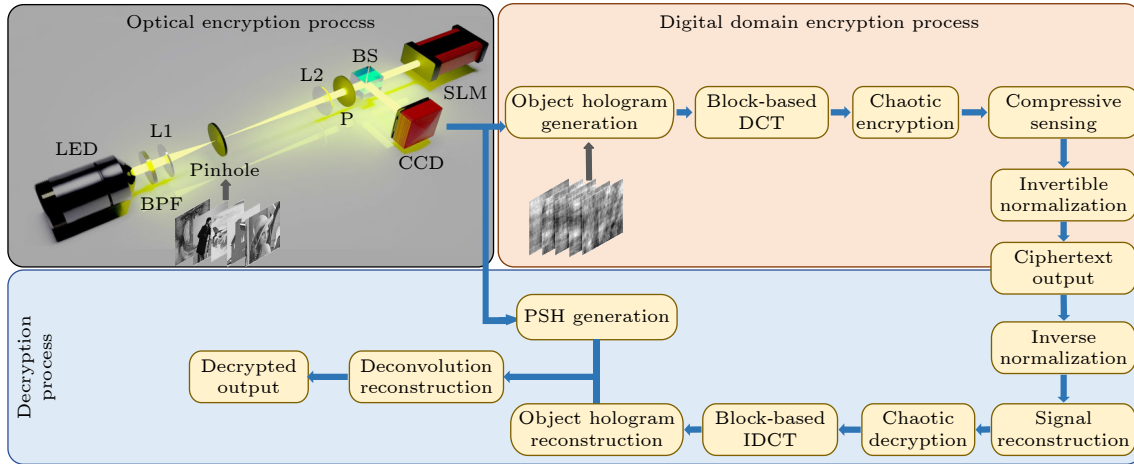 Optical encryption proccss
Digital domain encryption process
BS
L2
SLM
P
L1
LED
CCD
Pinhole
BPF
Object hologram
generation
Block-based
DCT
Chaotic
encryption
Compressive
sensing
Invertible
normalization
Ciphertext
output
Decryption
process
PSH generation
Inverse
normalization
Decrypted
output
Deconvolution
reconstruction
Object hologram
reconstruction
Block-based
IDCT
Chaotic
decryption
Signal
reconstruction